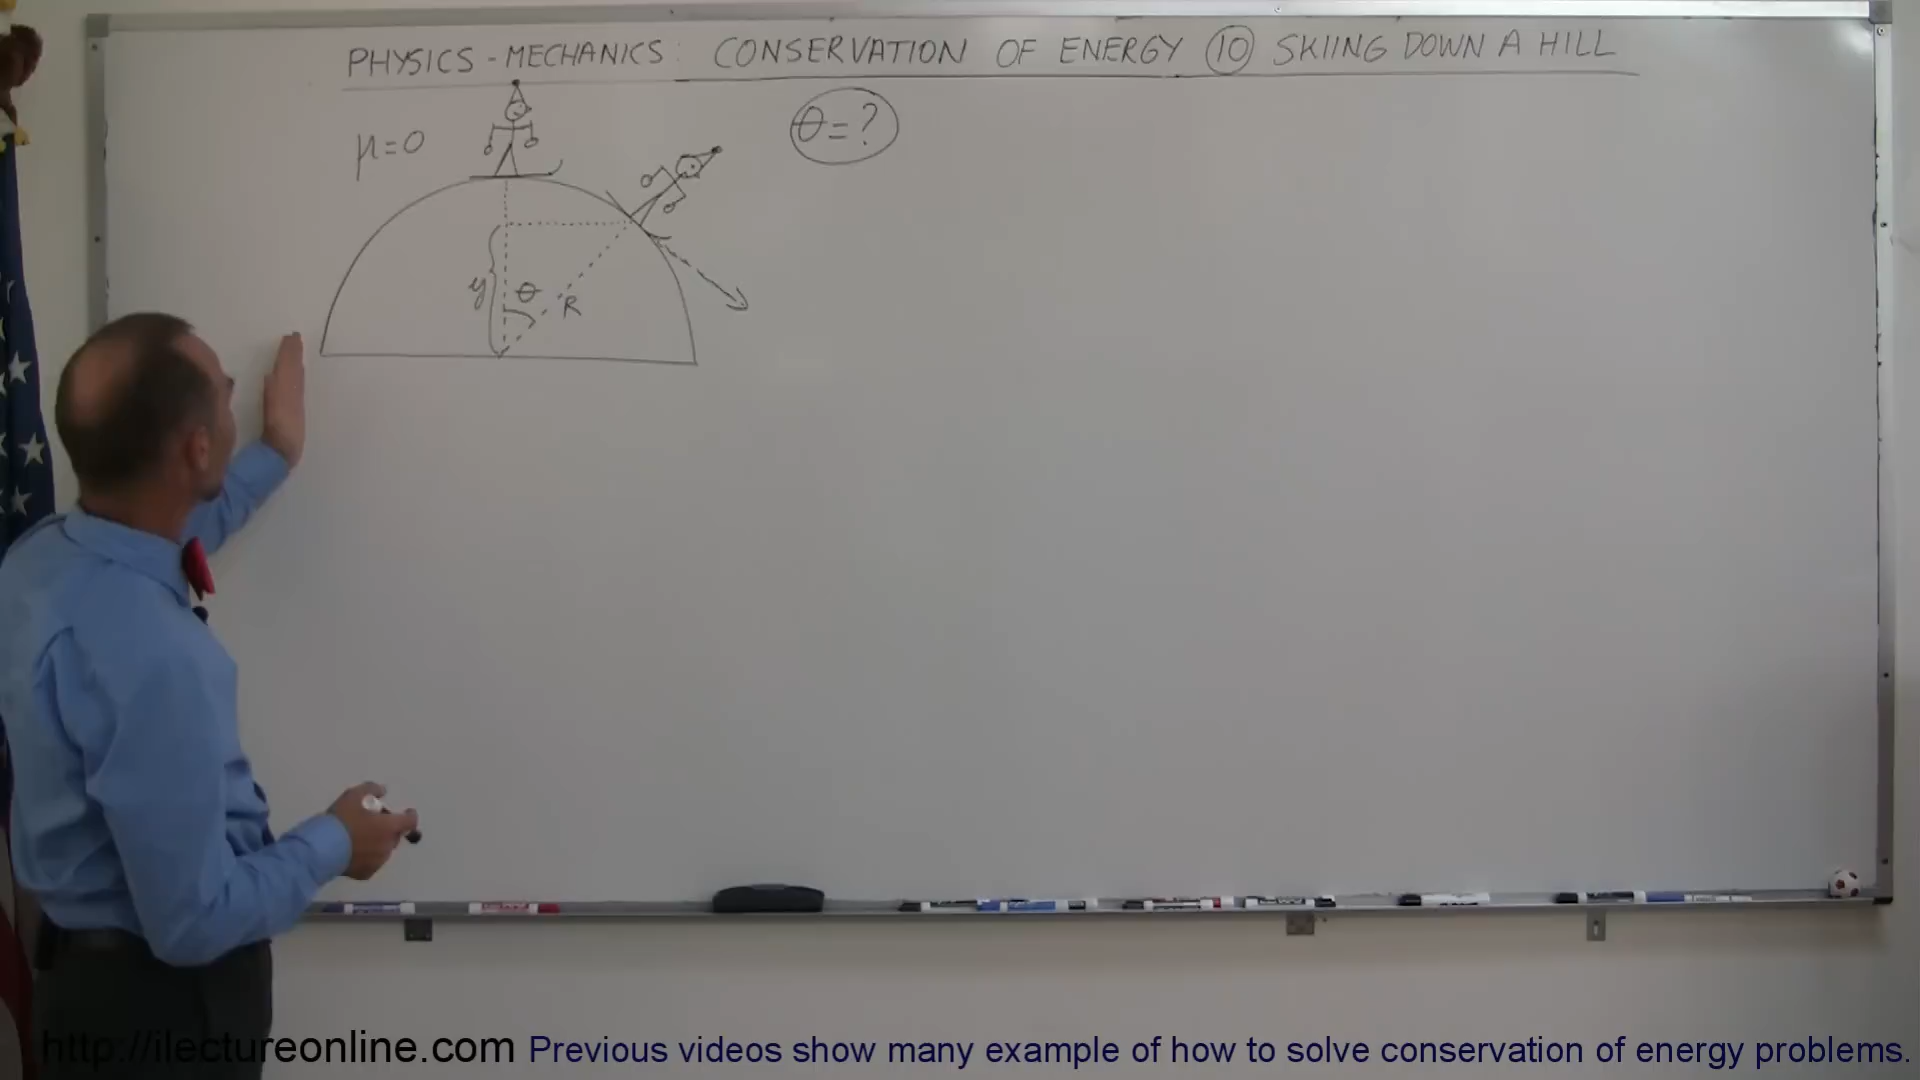 PHYSICS - MECHANICS: CONSERVATION OF ENERGY 10 SKIING DOWN A HILL
μ=0
θ=?
y
θ
R
http://ilectureonline.com Previous videos show many example of how to solve conservation of energy problems.